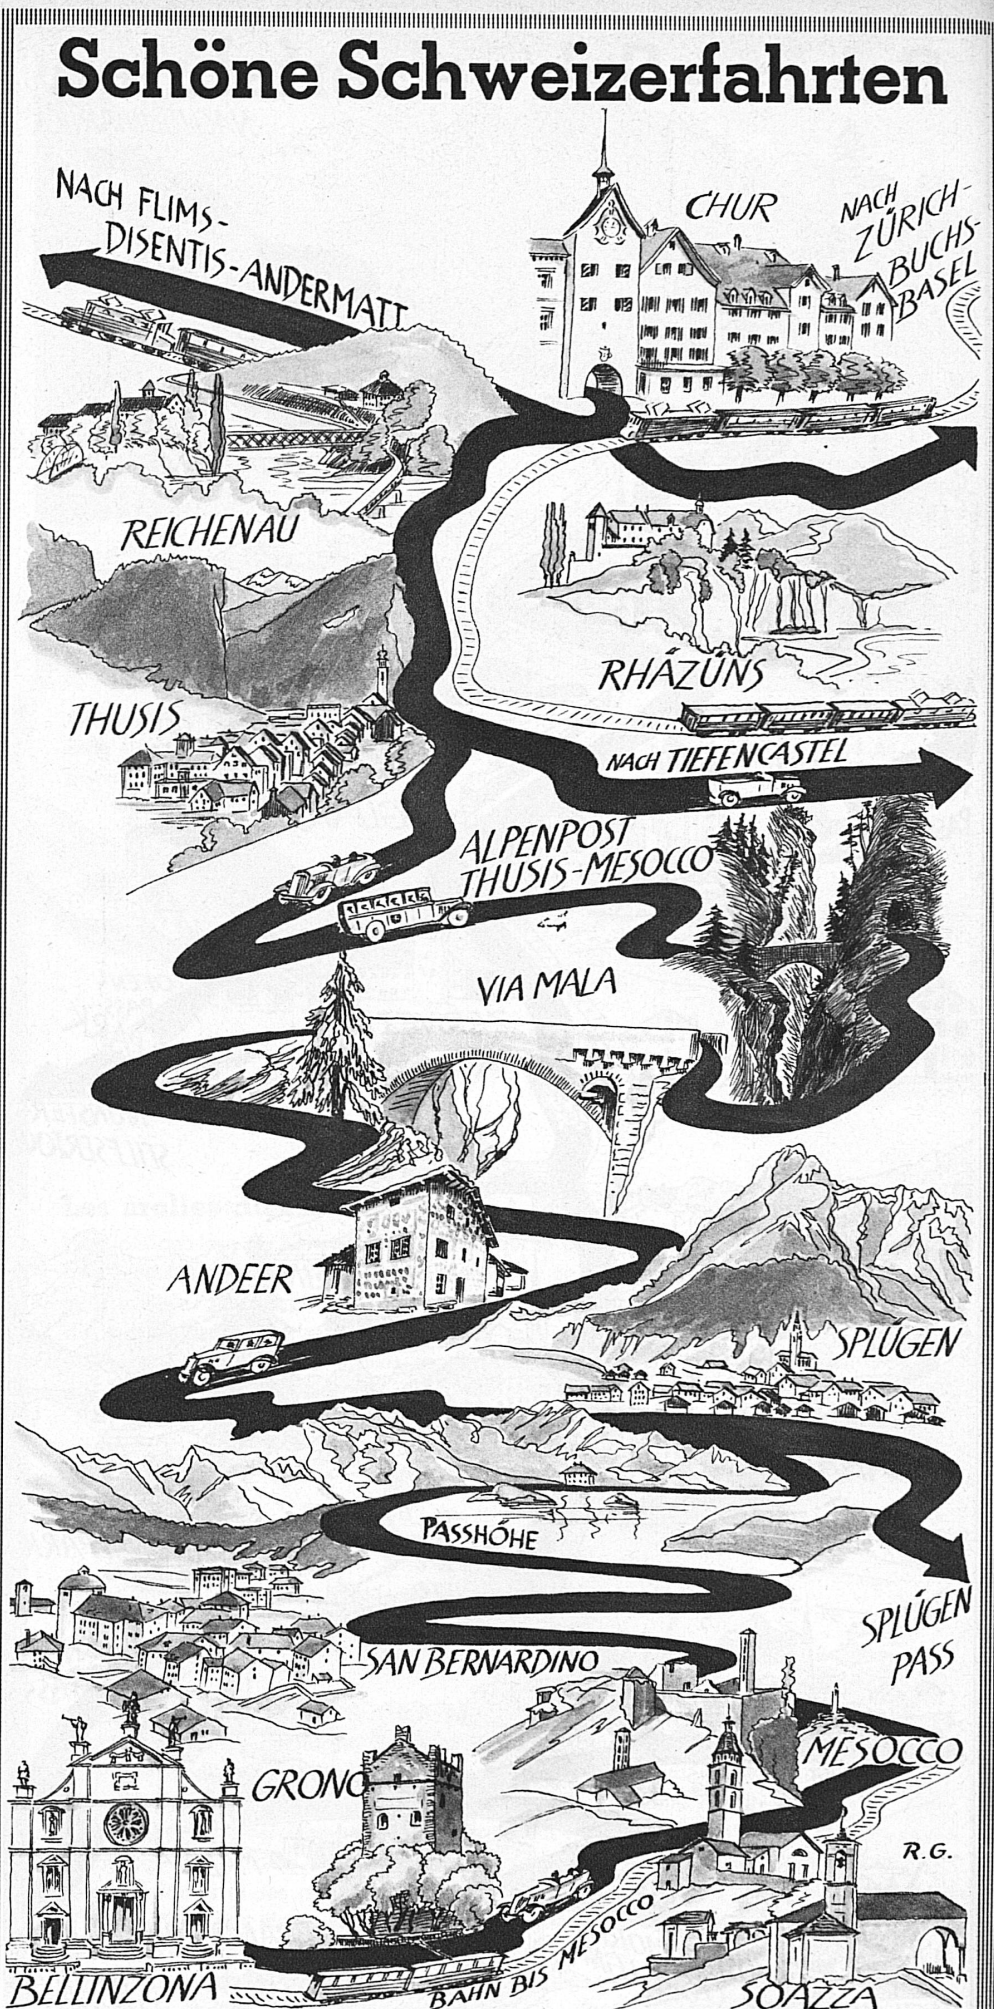 Schöne Schweizerfahrten
NACH FLIMS-
DISENTIS-ANDERMATT
CHUR
NACH
ZÜRICH-
BUCHS-
BASEL
REICHENAU
RHÄZÜNS
THUSIS
NACH TIEFENCASTEL
ALPENPOST
THUSIS-MESOCCO
VIA MALA
ANDEER
SPLÜGEN
PASSHÖHE
SPLÜGEN
PASS
SAN BERNARDINO
MESOCCO
GRONO
R.G.
BELLINZONA
BAHN BIS MESOCCO
SOAZZA